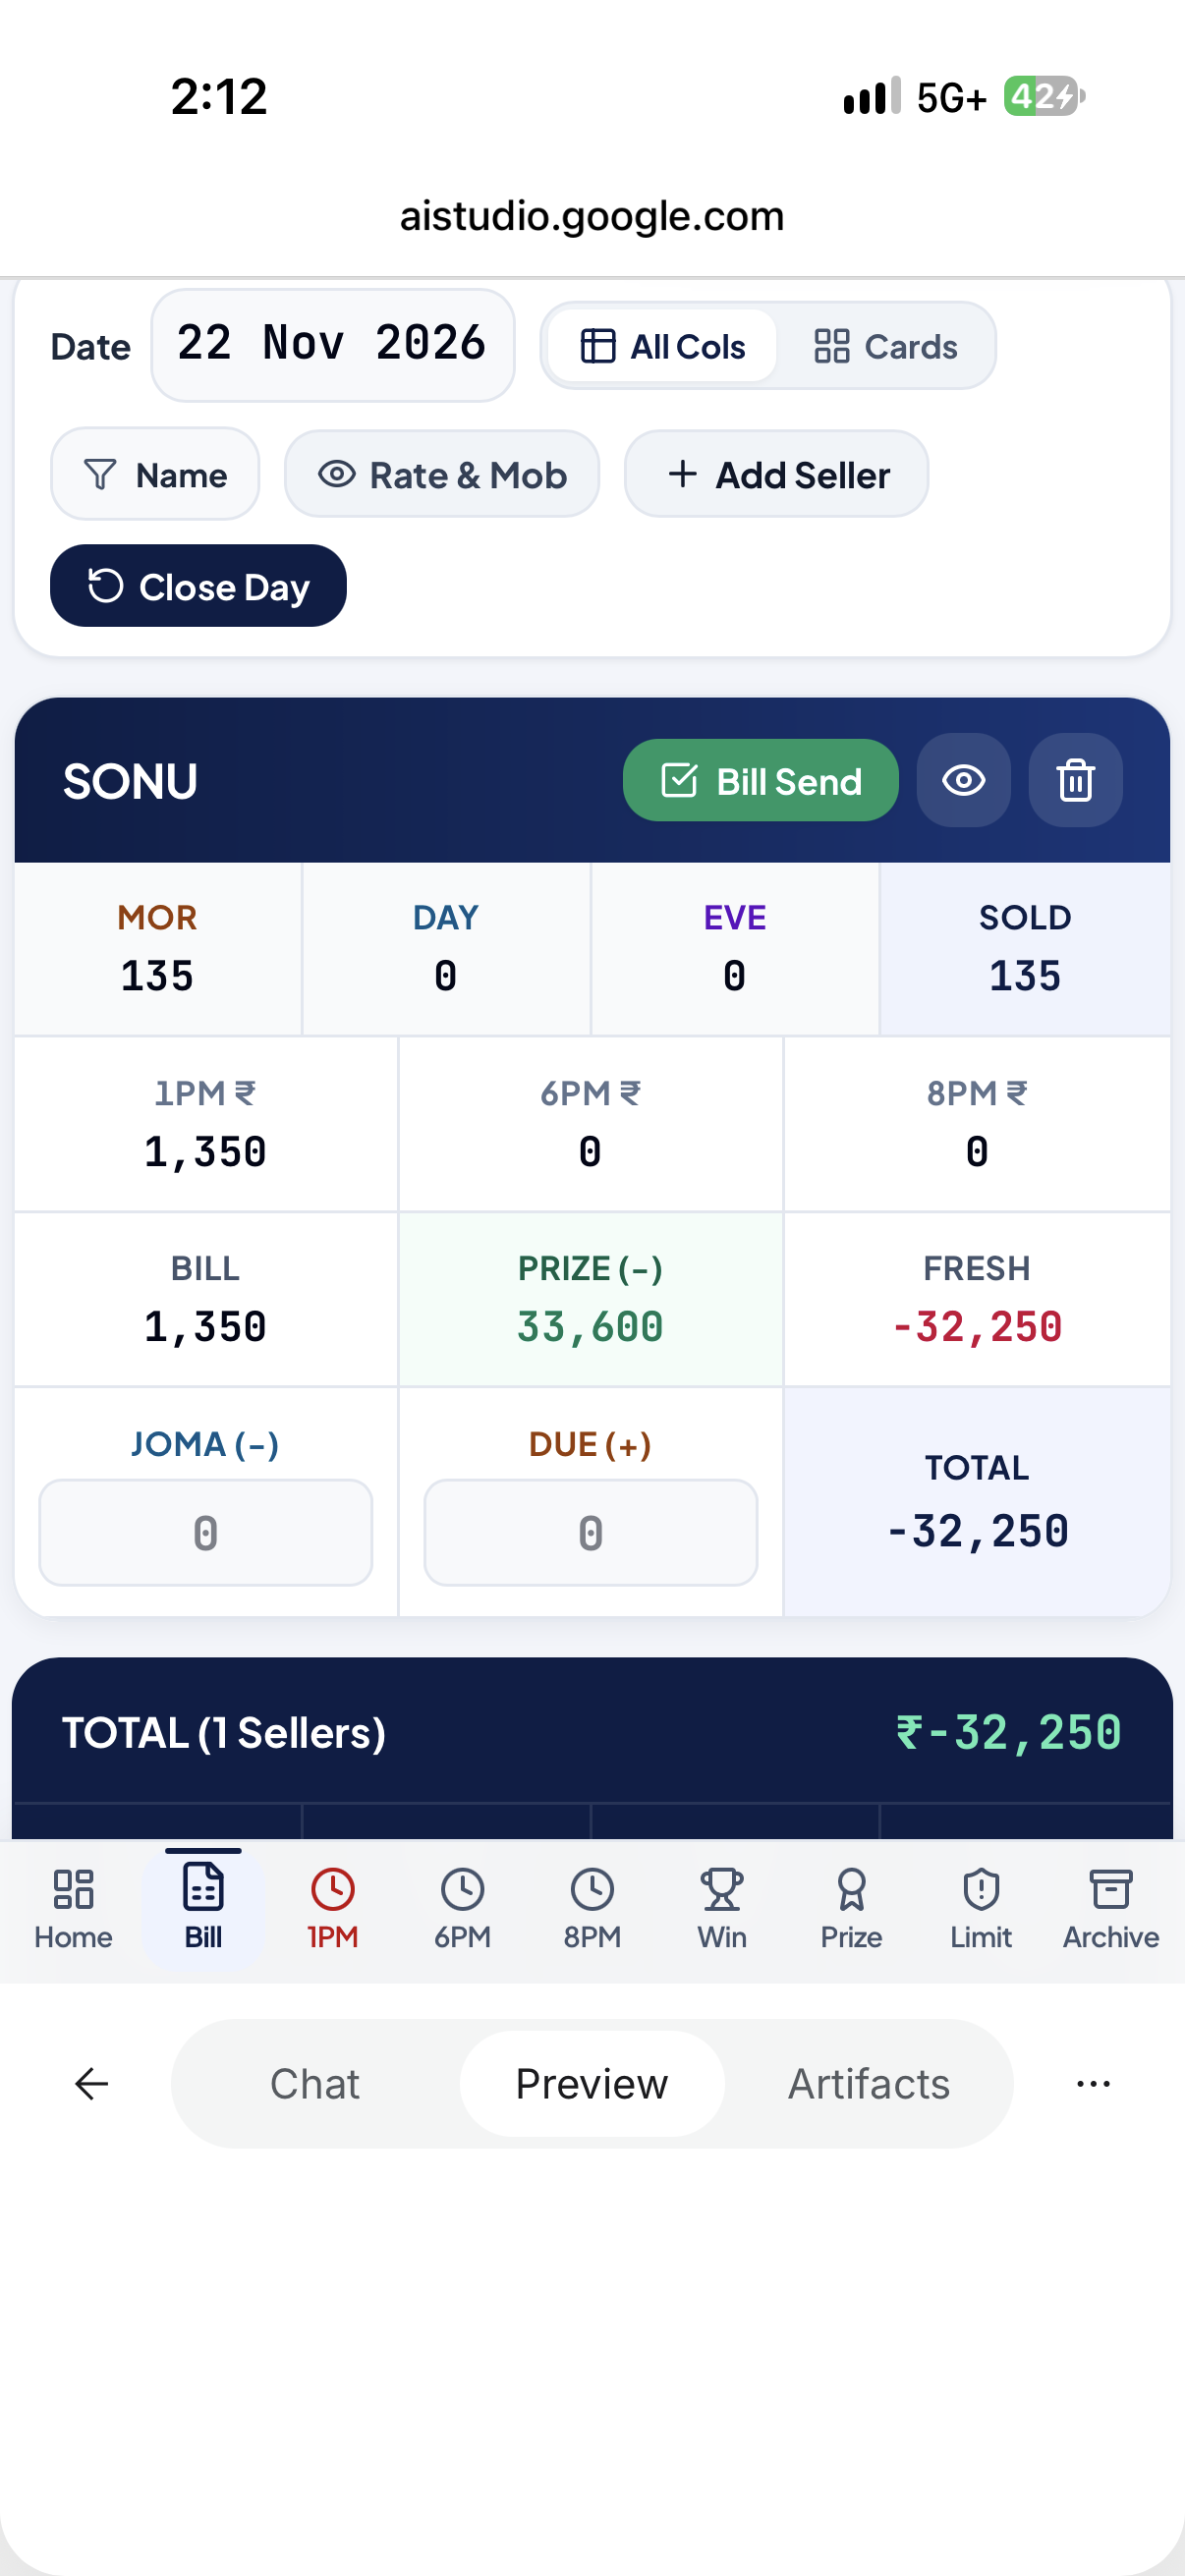 2:12
5G+ 42
aistudio.google.com
Date 22 Nov 2026 All Cols Cards
Name Rate & Mob + Add Seller
Close Day
SONU Bill Send
MOR DAY EVE SOLD
135 0 0 135
1PM ₹ 6PM ₹ 8PM ₹
1,350 0 0
BILL PRIZE (-) FRESH
1,350 33,600 -32,250
JOMA (-) DUE (+) TOTAL
0 0 -32,250
TOTAL (1 Sellers) ₹-32,250
Home Bill 1PM 6PM 8PM Win Prize Limit Archive
Chat Preview Artifacts ...